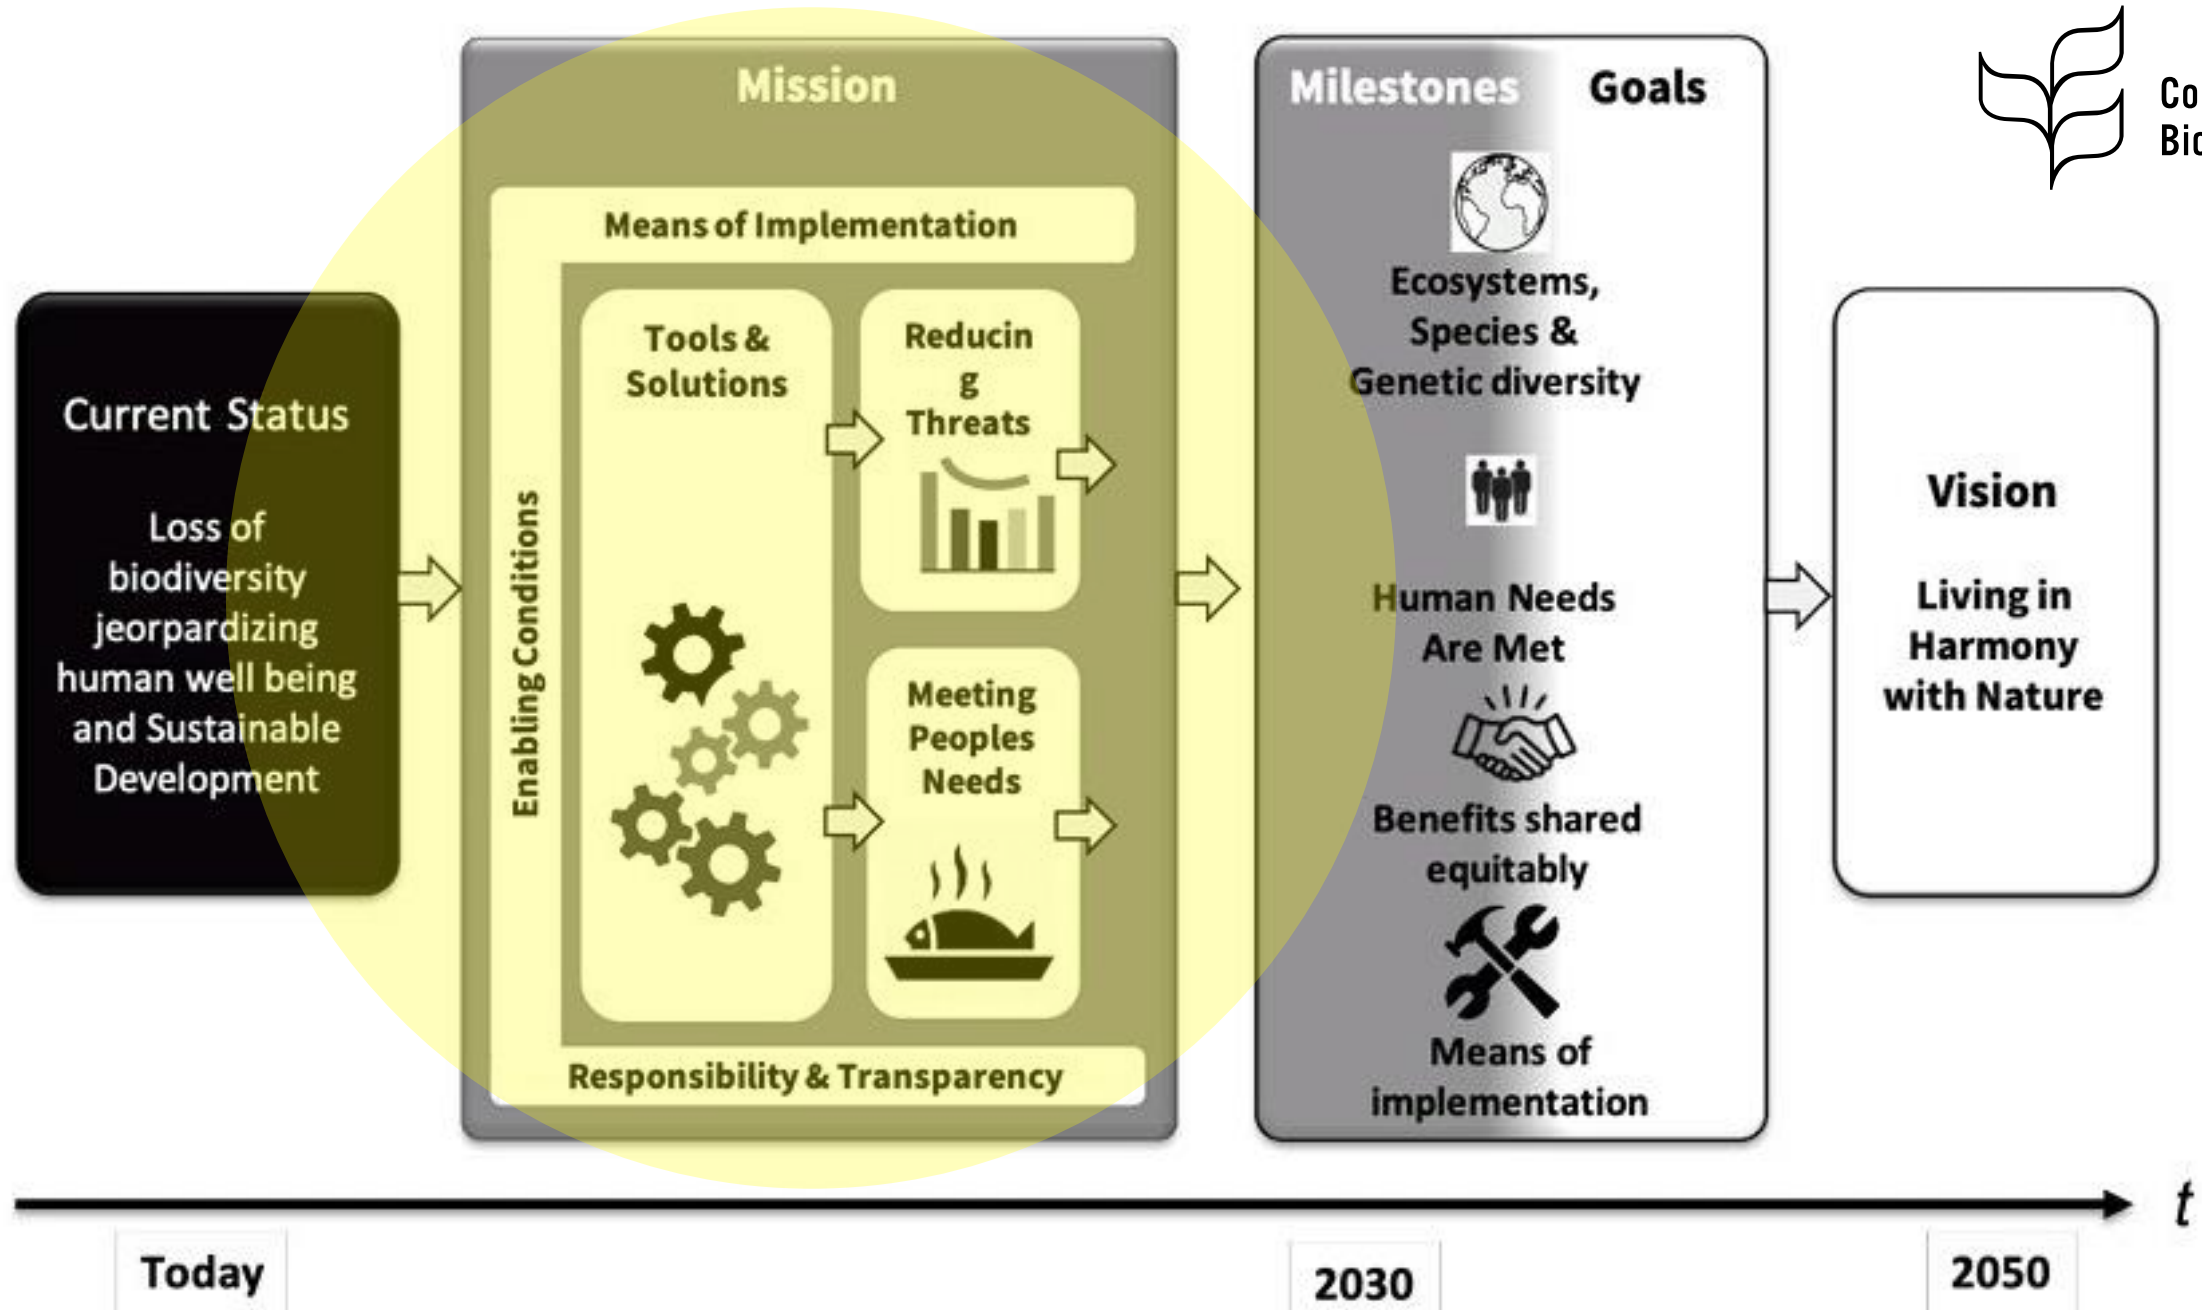 Mission
Milestones Goals
Co
Bio
Means of Implementation
Ecosystems,
Species &
Genetic diversity
Tools &
Solutions
Reducin
g
Threats
Current Status
Loss of
biodiversity
jeorpardizing
human well being
and Sustainable
Development
Enabling Conditions
Human Needs
Are Met
Vision
Living in
Harmony
with Nature
Meeting
Peoples
Needs
Benefits shared
equitably
Means of
implementation
Responsibility & Transparency
t
Today
2030
2050